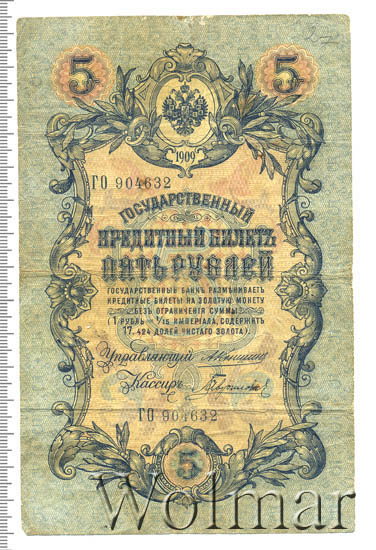 27
5 5
1909
ГО 904632
ГОСУДАРСТВЕННЫЙ
КРЕДИТНЫЙ БИЛЕТЪ
ПЯТЬ РУБЛЕЙ
ГОСУДАРСТВЕННЫЙ БАНКЪ РАЗМѢНИВАЕТЪ
КРЕДИТНЫЕ БИЛЕТЫ НА ЗОЛОТУЮ МОНЕТУ
БЕЗЪ ОГРАНИЧЕНІЯ СУММЫ
(1 РУБЛЬ = 1/15 ИМПЕРІАЛА, СОДЕРЖИТЪ
17,424 ДОЛЕЙ ЧИСТАГО ЗОЛОТА).
Управляющій
Кассиръ
ГО 904632
5
Wolmar